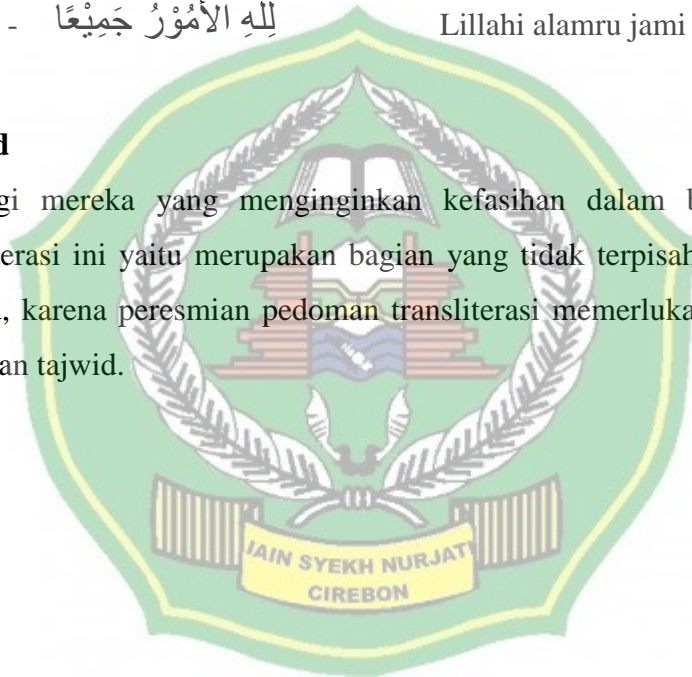 - لِلّٰهِ الأُمُوْرُ جَمِيْعًا Lillahi alamru jami
d
gi mereka yang menginginkan kefasihan dalam b
erasi ini yaitu merupakan bagian yang tidak terpisah
, karena peresmian pedoman transliterasi memerluka
an tajwid.
IAIN SYEKH NURJATI
CIREBON